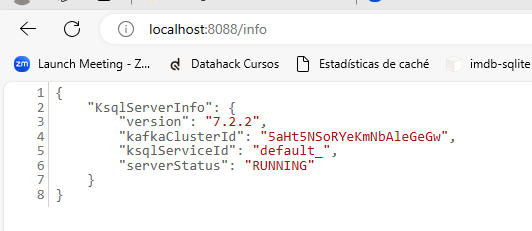 localhost:8088/info
zm Launch Meeting - Z... Datahack Cursos Estadísticas de caché imdb-sqlite
1 {
2 "KsqlServerInfo": {
3 "version": "7.2.2",
4 "kafkaClusterId": "5aHt5NSoRYeKmNbAleGeGw",
5 "ksqlServiceId": "default_",
6 "serverStatus": "RUNNING"
7 }
8 }